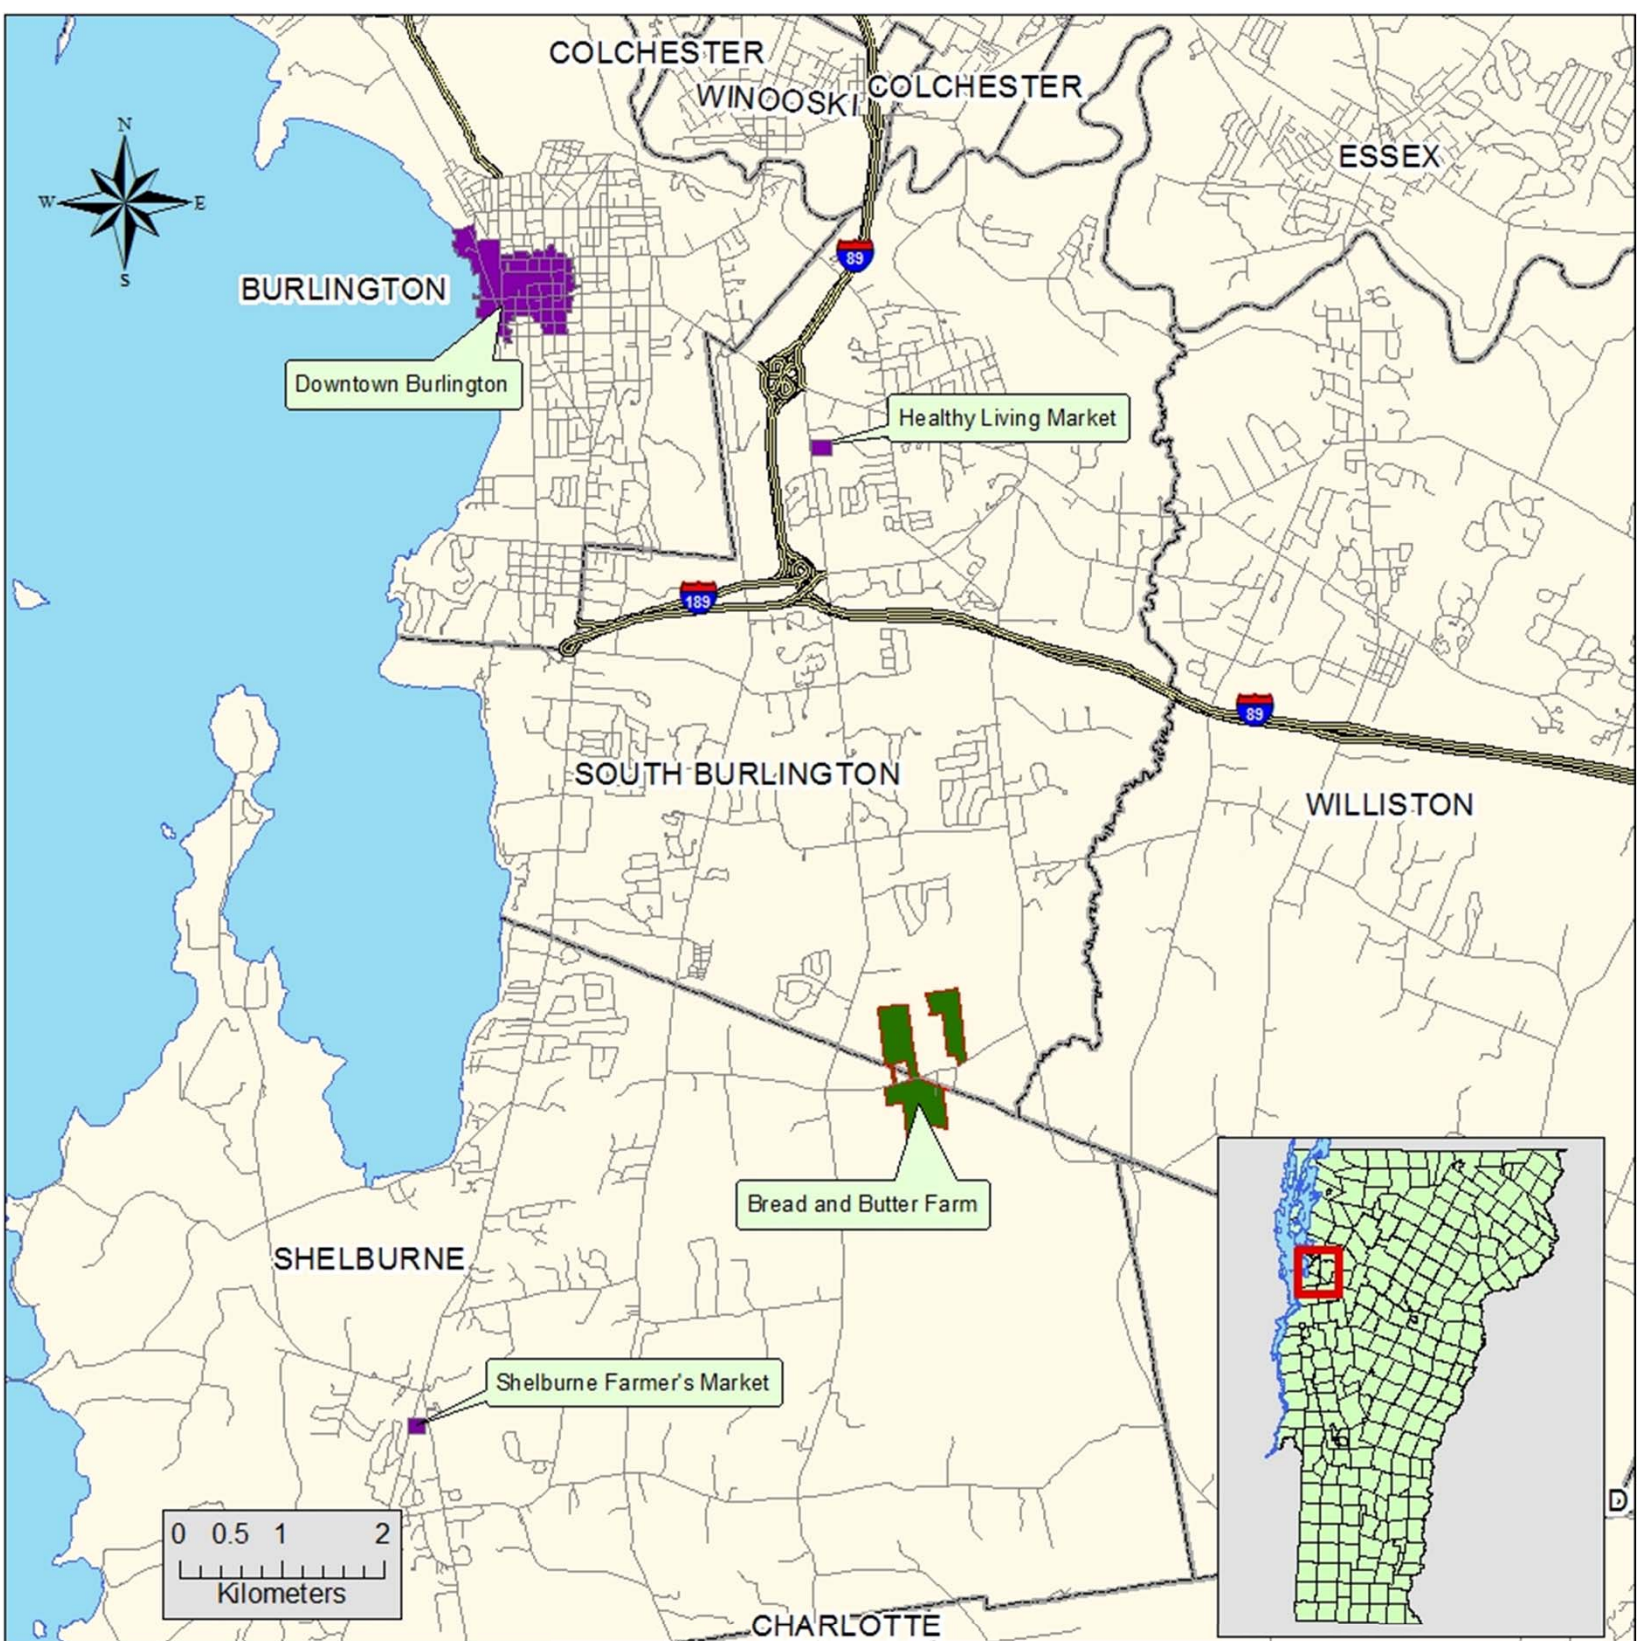 COLCHESTER
WINOOSKI
COLCHESTER
ESSEX
N
W
E
S
89
BURLINGTON
Downtown Burlington
Healthy Living Market
189
89
SOUTH BURLINGTON
WILLISTON
Bread and Butter Farm
SHELBURNE
Shelburne Farmer's Market
D
0 0.5 1 2
Kilometers
CHARLOTTE